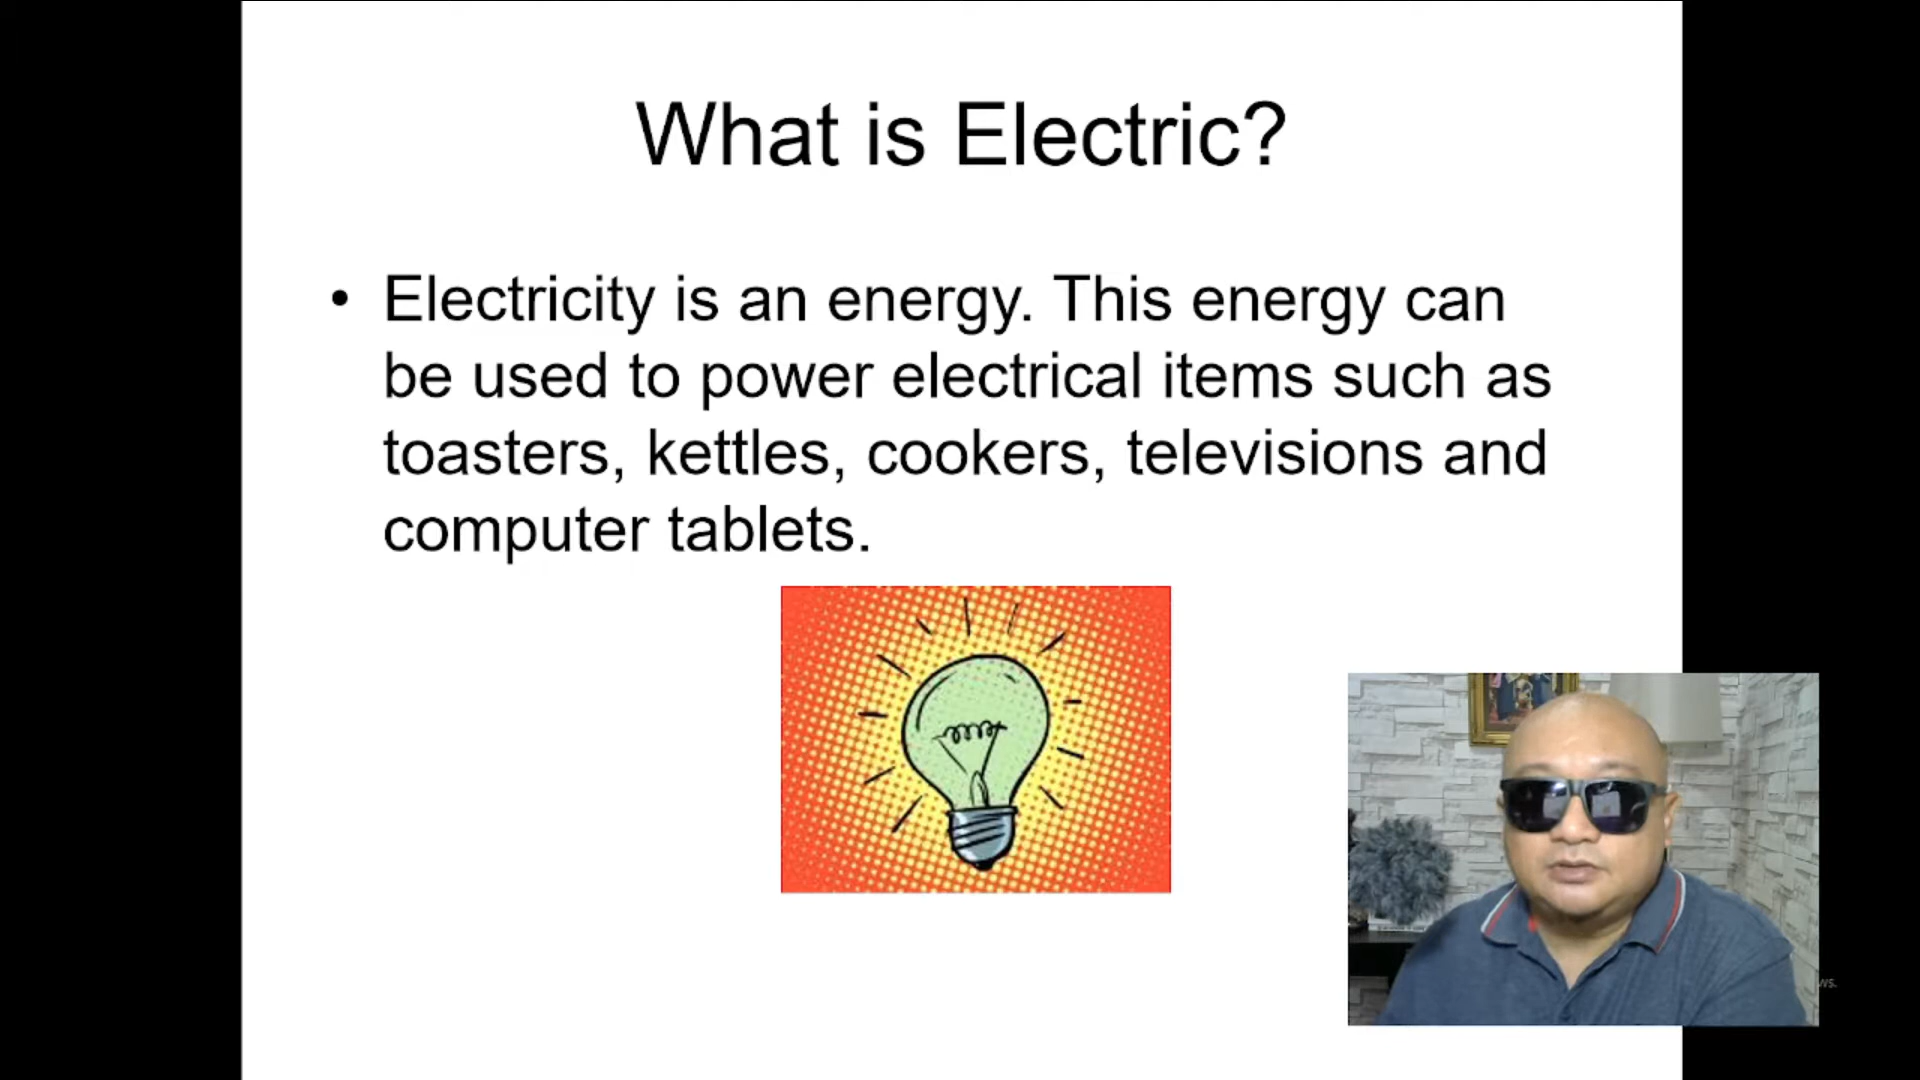 What is Electric?
• Electricity is an energy. This energy can
be used to power electrical items such as
toasters, kettles, cookers, televisions and
computer tablets.
ws.